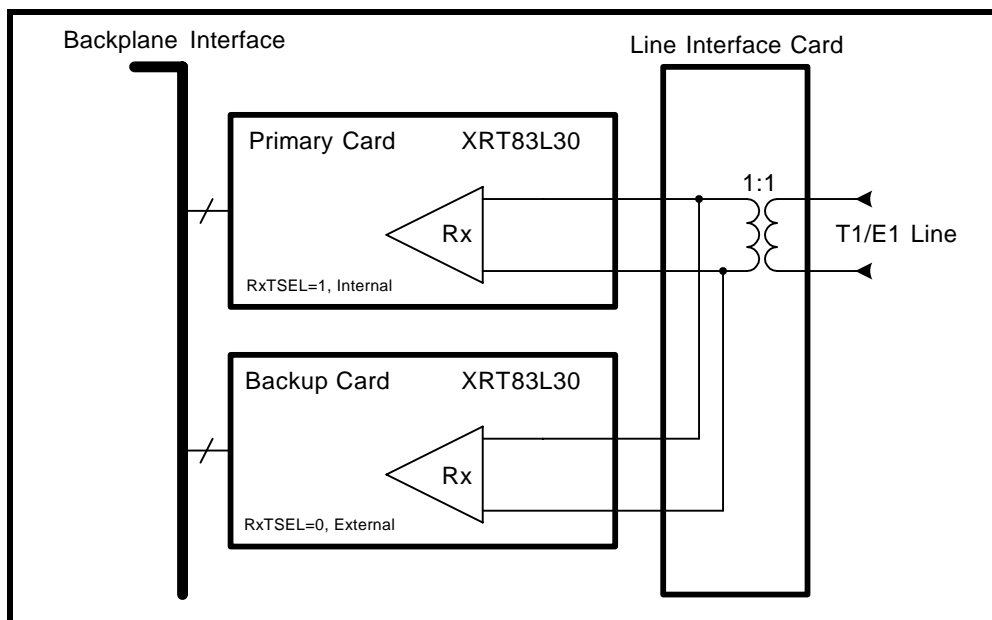 Backplane Interface
Line Interface Card
Primary Card XRT83L30
1:1
Rx
T1/E1 Line
RxTSEL=1, Internal
Backup Card XRT83L30
Rx
RxTSEL=0, External